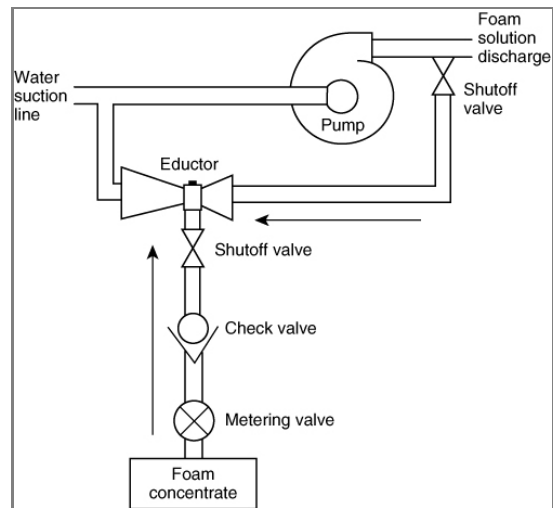 Foam
solution
discharge
Water
suction
line
Pump
Shutoff
valve
Eductor
Shutoff valve
Check valve
Metering valve
Foam
concentrate